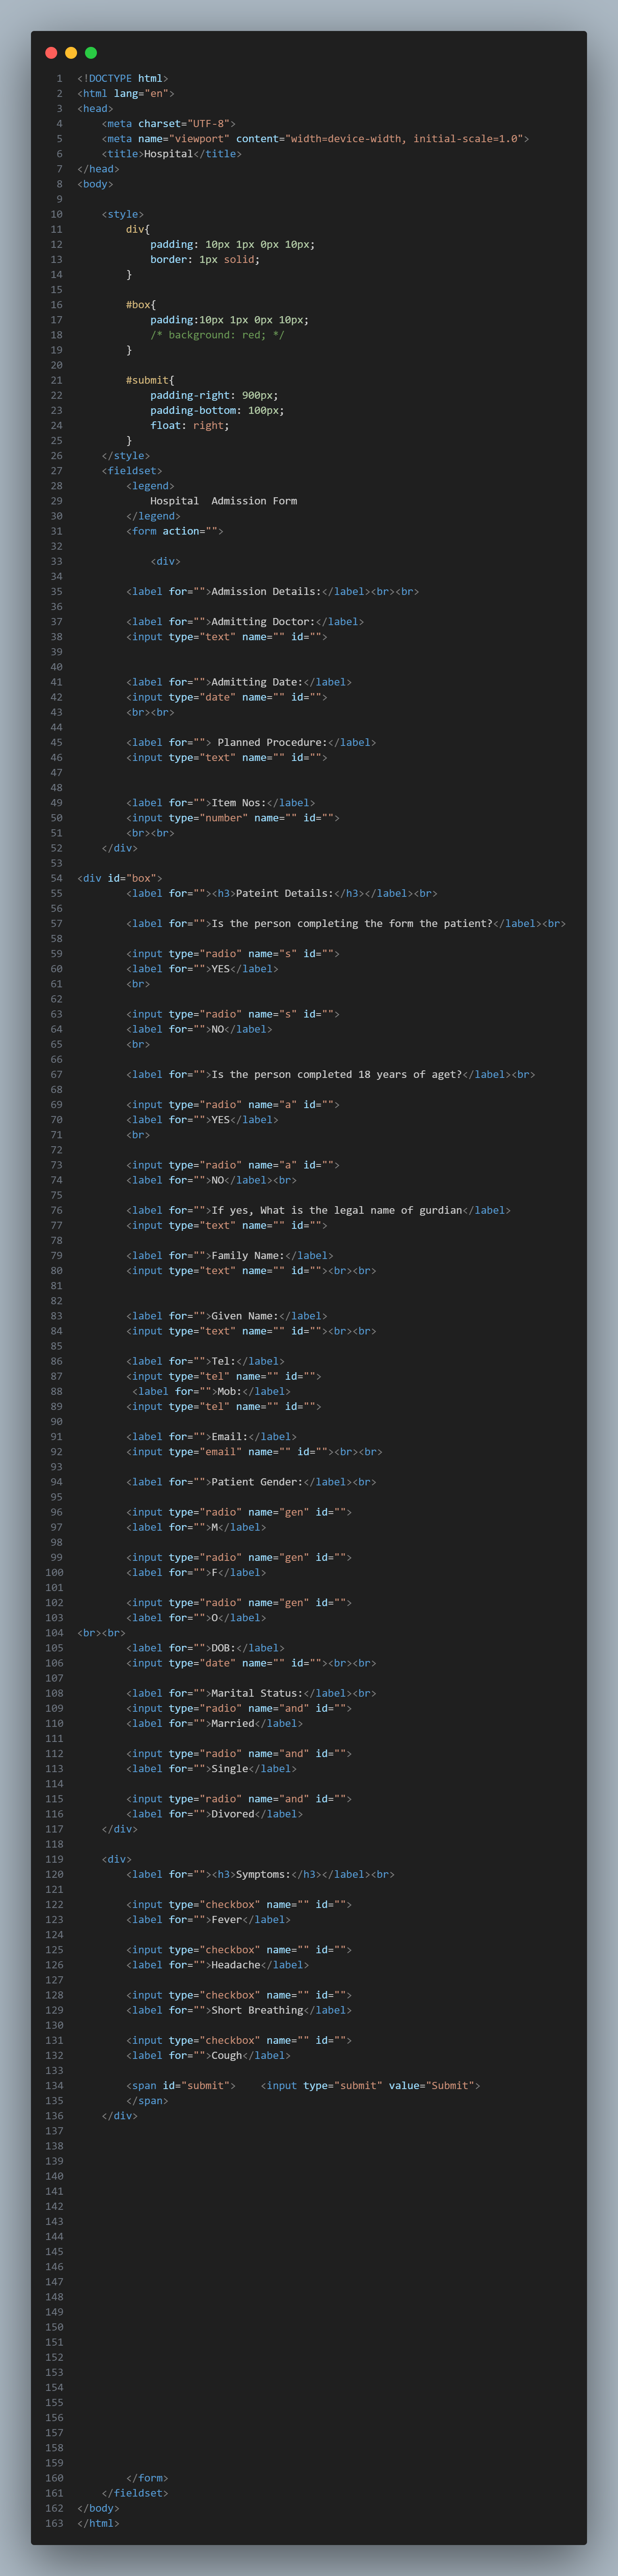 1 <!DOCTYPE html>
2 <html lang="en">
3 <head>
4     <meta charset="UTF-8">
5     <meta name="viewport" content="width=device-width, initial-scale=1.0">
6     <title>Hospital</title>
7 </head>
8 <body>
9
10     <style>
11         div{
12             padding: 10px 1px 0px 10px;
13             border: 1px solid;
14         }
15
16         #box{
17             padding:10px 1px 0px 10px;
18             /* background: red; */
19         }
20
21         #submit{
22             padding-right: 900px;
23             padding-bottom: 100px;
24             float: right;
25         }
26     </style>
27     <fieldset>
28         <legend>
29             Hospital  Admission Form
30         </legend>
31         <form action="">
32
33             <div>
34
35         <label for="">Admission Details:</label><br><br>
36
37         <label for="">Admitting Doctor:</label>
38         <input type="text" name="" id="">
39
40
41         <label for="">Admitting Date:</label>
42         <input type="date" name="" id="">
43         <br><br>
44
45         <label for=""> Planned Procedure:</label>
46         <input type="text" name="" id="">
47
48
49         <label for="">Item Nos:</label>
50         <input type="number" name="" id="">
51         <br><br>
52     </div>
53
54 <div id="box">
55         <label for=""><h3>Pateint Details:</h3></label><br>
56
57         <label for="">Is the person completing the form the patient?</label><br>
58
59         <input type="radio" name="s" id="">
60         <label for="">YES</label>
61         <br>
62
63         <input type="radio" name="s" id="">
64         <label for="">NO</label>
65         <br>
66
67         <label for="">Is the person completed 18 years of aget?</label><br>
68
69         <input type="radio" name="a" id="">
70         <label for="">YES</label>
71         <br>
72
73         <input type="radio" name="a" id="">
74         <label for="">NO</label><br>
75
76         <label for="">If yes, What is the legal name of gurdian</label>
77         <input type="text" name="" id="">
78
79         <label for="">Family Name:</label>
80         <input type="text" name="" id=""><br><br>
81
82
83         <label for="">Given Name:</label>
84         <input type="text" name="" id=""><br><br>
85
86         <label for="">Tel:</label>
87         <input type="tel" name="" id="">
88          <label for="">Mob:</label>
89         <input type="tel" name="" id="">
90
91         <label for="">Email:</label>
92         <input type="email" name="" id=""><br><br>
93
94         <label for="">Patient Gender:</label><br>
95
96         <input type="radio" name="gen" id="">
97         <label for="">M</label>
98
99         <input type="radio" name="gen" id="">
100         <label for="">F</label>
101
102         <input type="radio" name="gen" id="">
103         <label for="">O</label>
104 <br><br>
105         <label for="">DOB:</label>
106         <input type="date" name="" id=""><br><br>
107
108         <label for="">Marital Status:</label><br>
109         <input type="radio" name="and" id="">
110         <label for="">Married</label>
111
112         <input type="radio" name="and" id="">
113         <label for="">Single</label>
114
115         <input type="radio" name="and" id="">
116         <label for="">Divored</label>
117     </div>
118
119     <div>
120         <label for=""><h3>Symptoms:</h3></label><br>
121
122         <input type="checkbox" name="" id="">
123         <label for="">Fever</label>
124
125         <input type="checkbox" name="" id="">
126         <label for="">Headache</label>
127
128         <input type="checkbox" name="" id="">
129         <label for="">Short Breathing</label>
130
131         <input type="checkbox" name="" id="">
132         <label for="">Cough</label>
133
134         <span id="submit">    <input type="submit" value="Submit">
135         </span>
136     </div>
137
138
139
140
141
142
143
144
145
146
147
148
149
150
151
152
153
154
155
156
157
158
159
160         </form>
161     </fieldset>
162 </body>
163 </html>